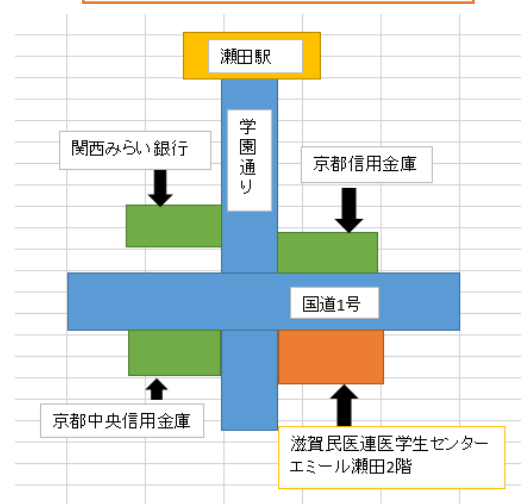 瀬田駅
学園通り
関西みらい銀行
京都信用金庫
国道1号
京都中央信用金庫
滋賀民医連医学生センター
エミール瀬田2階